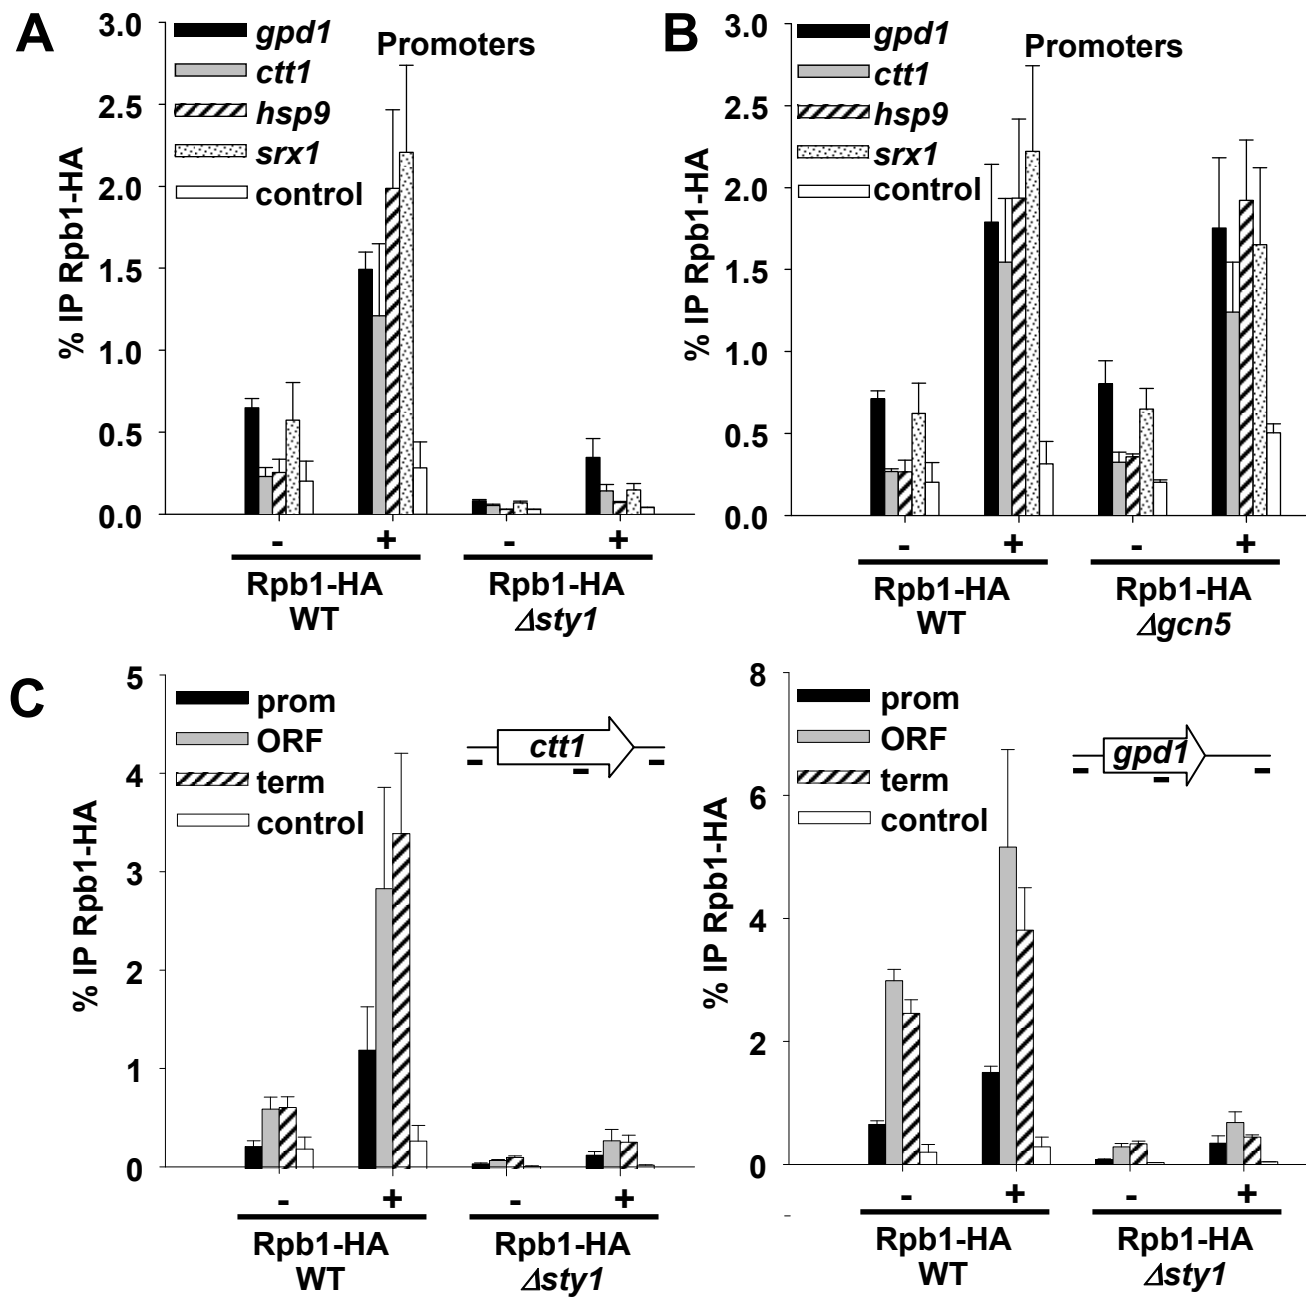 A
% IP Rpb1-HA
3.0
2.5
2.0
1.5
1.0
0.5
0.0
gpd1
ctt1
hsp9
srx1
control
Promoters
- + - +
Rpb1-HA Rpb1-HA
WT Δsty1
B
% IP Rpb1-HA
3.0
2.5
2.0
1.5
1.0
0.5
0.0
gpd1
ctt1
hsp9
srx1
control
Promoters
- + - +
Rpb1-HA Rpb1-HA
WT Δgcn5
C
% IP Rpb1-HA
5
4
3
2
1
0
prom
ORF
term
control
ctt1
- + - +
Rpb1-HA Rpb1-HA
WT Δsty1
% IP Rpb1-HA
8
6
4
2
0
prom
ORF
term
control
gpd1
- + - +
Rpb1-HA Rpb1-HA
WT Δsty1